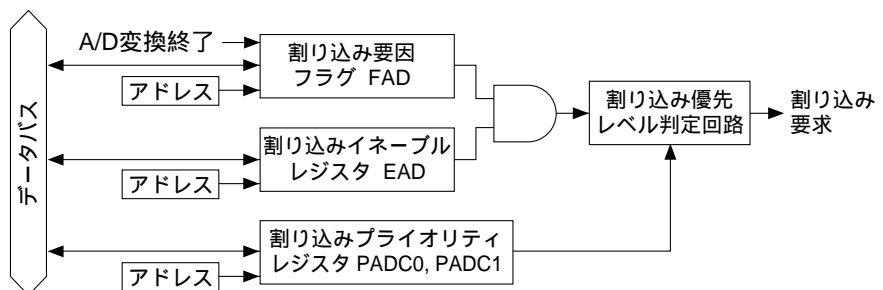 データバス
A/D変換終了
アドレス
割り込み要因
フラグ FAD
アドレス
割り込みイネーブル
レジスタ EAD
アドレス
割り込みプライオリティ
レジスタ PADC0, PADC1
割り込み優先
レベル判定回路
割り込み
要求